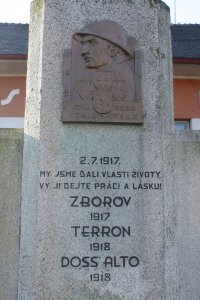 2.7.1917.
MY JSME DALI VLASTI ŽIVOTY,
VY JÍ DEJTE PRÁCI A LÁSKU!
ZBOROV
1917
TERRON
1918
DOSS' ALTO
1918